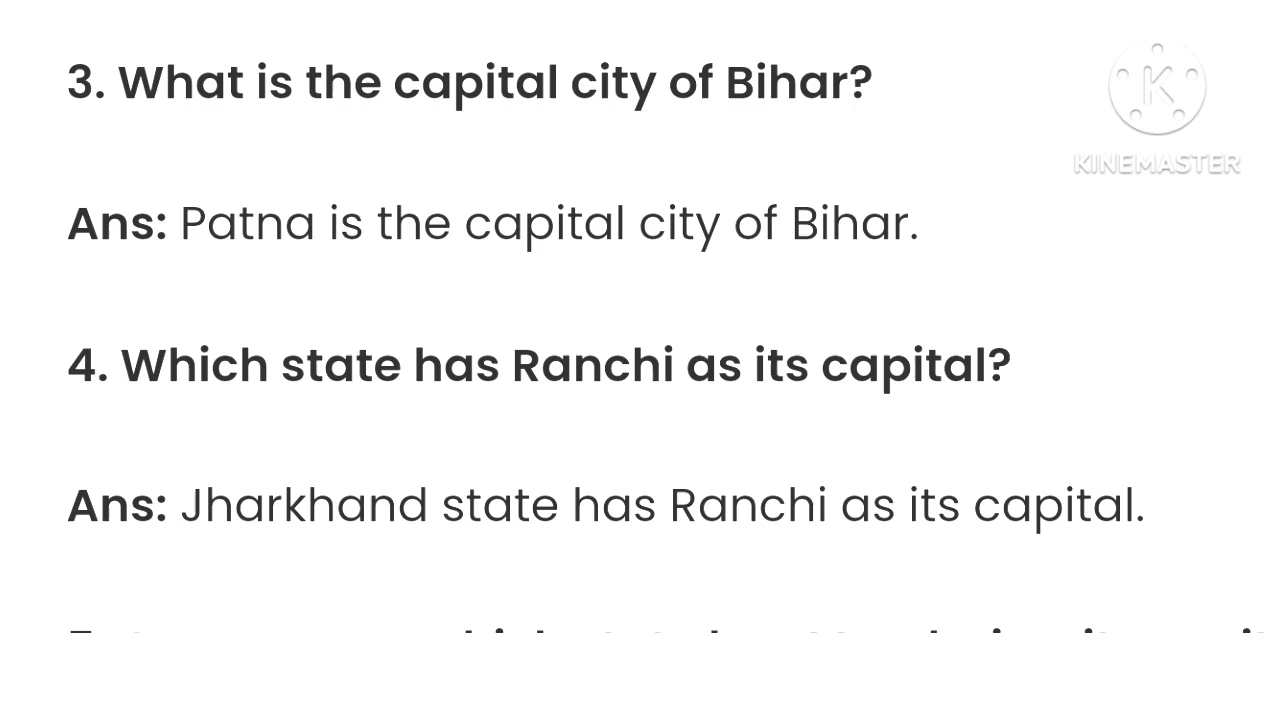 3. What is the capital city of Bihar?
K
KINEMASTER
Ans: Patna is the capital city of Bihar.
4. Which state has Ranchi as its capital?
Ans: Jharkhand state has Ranchi as its capital.